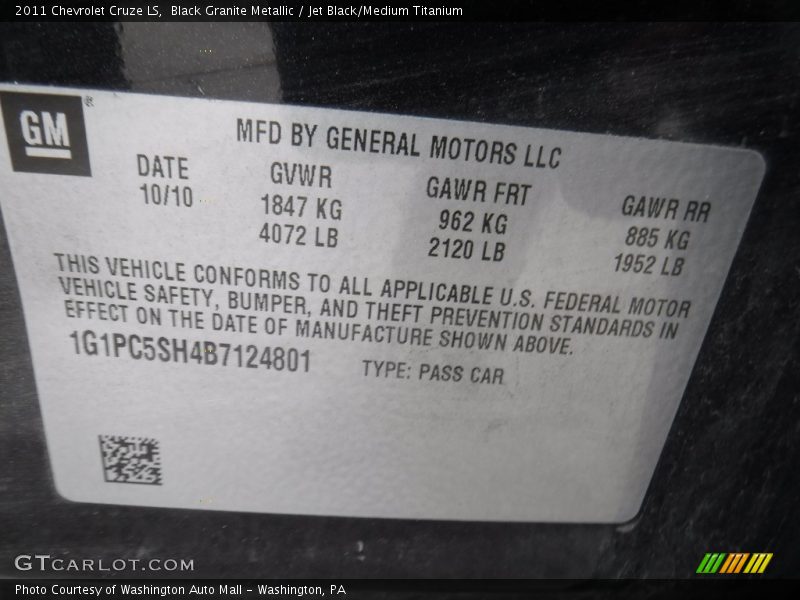 2011 Chevrolet Cruze LS,  Black Granite Metallic / Jet Black/Medium Titanium
GM
®
MFD BY GENERAL MOTORS LLC
DATE GVWR GAWR FRT GAWR RR
10/10 1847 KG 962 KG 885 KG
4072 LB 2120 LB 1952 LB
THIS VEHICLE CONFORMS TO ALL APPLICABLE U.S. FEDERAL MOTOR
VEHICLE SAFETY, BUMPER, AND THEFT PREVENTION STANDARDS IN
EFFECT ON THE DATE OF MANUFACTURE SHOWN ABOVE.
1G1PC5SH4B7124801 TYPE: PASS CAR
GTCARLOT.COM
Photo Courtesy of Washington Auto Mall - Washington, PA